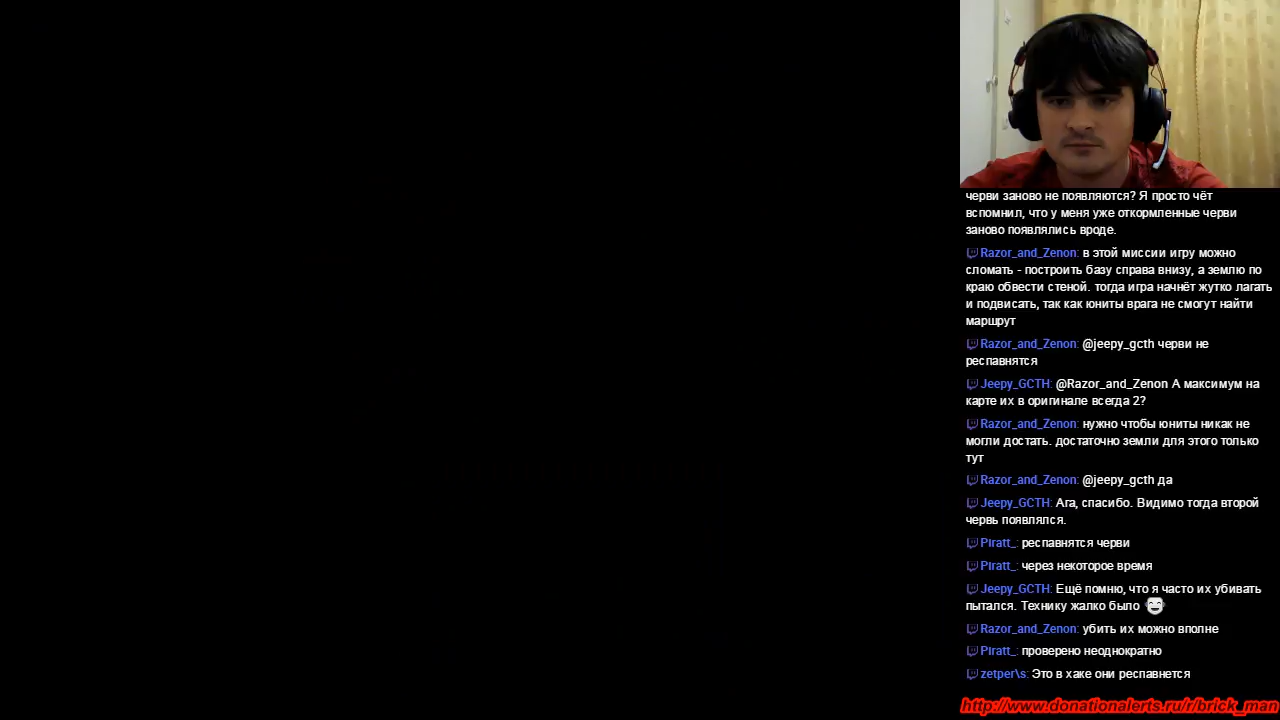 черви заново не появляются? Я просто чёт
вспомнил, что у меня уже откормленные черви
заново появлялись вроде.
Razor_and_Zenon: в этой миссии игру можно
сломать - построить базу справа внизу, а землю по
краю обвести стеной. тогда игра начнёт жутко лагать
и подвисать, так как юниты врага не смогут найти
маршрут
Razor_and_Zenon: @jeepy_gcth черви не
респавнятся
Jeepy_GCTH: @Razor_and_Zenon А максимум на
карте их в оригинале всегда 2?
Razor_and_Zenon: нужно чтобы юниты никак не
могли достать. достаточно земли для этого только
тут
Razor_and_Zenon: @jeepy_gcth да
Jeepy_GCTH: Ага, спасибо. Видимо тогда второй
червь появлялся.
Piratt_: респавнятся черви
Piratt_: через некоторое время
Jeepy_GCTH: Ещё помню, что я часто их убивать
пытался. Технику жалко было
Razor_and_Zenon: убить их можно вполне
Piratt_: проверено неоднократно
zetper\s: Это в хаке они респавнется
http://www.donationalerts.ru/r/brick_man